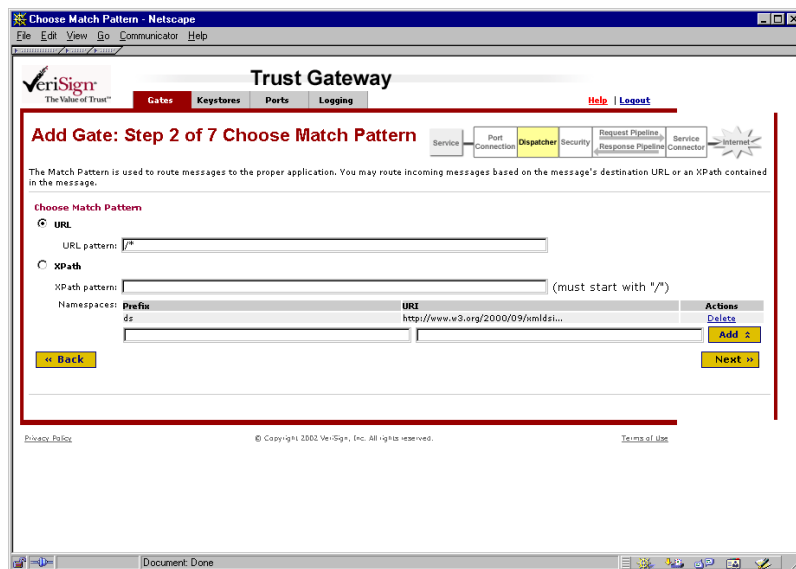 Choose Match Pattern - Netscape
File Edit View Go Communicator Help
VeriSign
The Value of Trust™
Trust Gateway
Gates Keystores Ports Logging
Help | Logout
Add Gate: Step 2 of 7 Choose Match Pattern
Service Port Connection Dispatcher Security Request Pipeline Response Pipeline Service Connector Internet
The Match Pattern is used to route messages to the proper application. You may route incoming messages based on the message's destination URL or an XPath contained
in the message.
Choose Match Pattern
URL
URL pattern: /*
XPath
XPath pattern: (must start with "/")
Namespaces: Prefix URI Actions
ds http://www.w3.org/2000/09/xmldsi... Delete
Add
« Back Next »
Privacy Policy © Copyright 2002 VeriSign, Inc. All rights reserved. Terms of Use
Document: Done